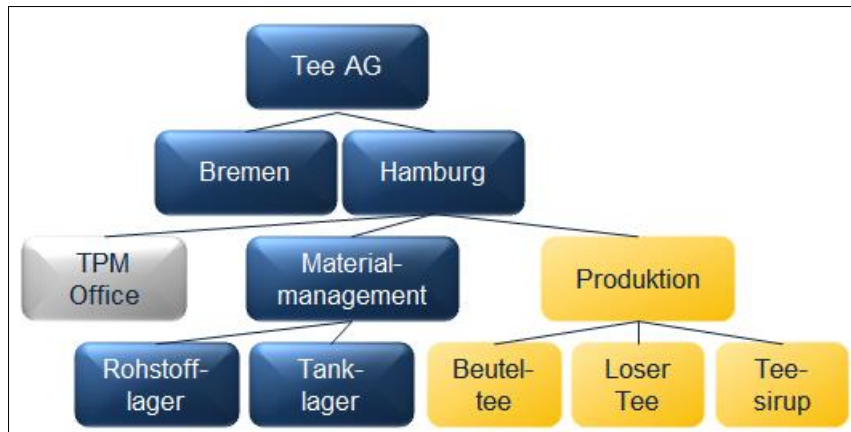 Tee AG
Bremen
Hamburg
TPM
Office
Material-
management
Produktion
Rohstoff-
lager
Tank-
lager
Beutel-
tee
Loser
Tee
Tee-
sirup